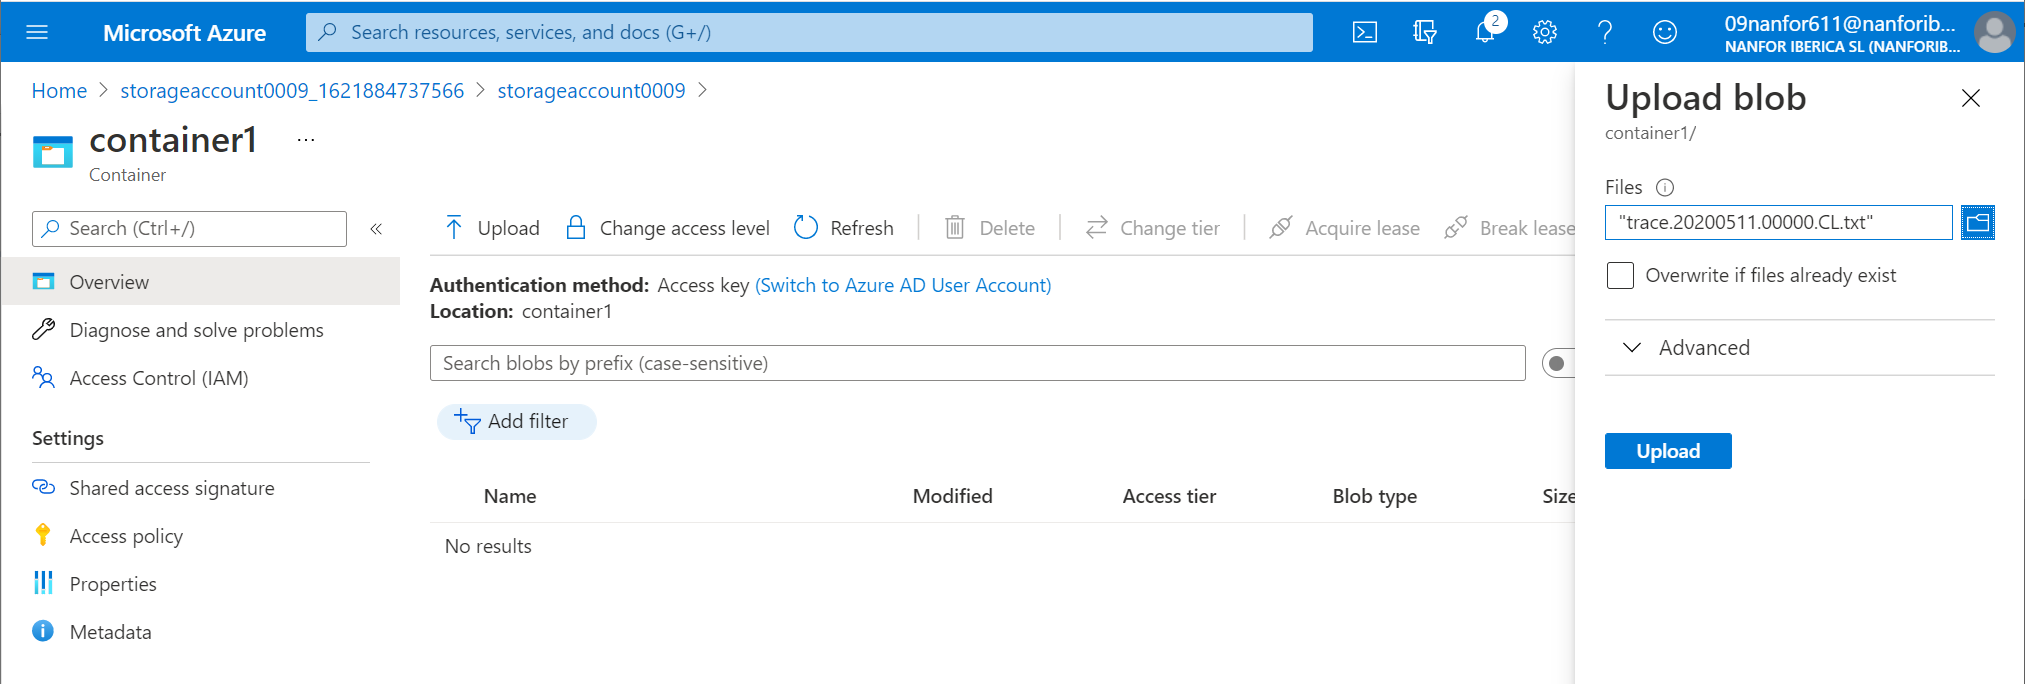 Microsoft Azure
Search resources, services, and docs (G+/)
2
09nanfor611@nanforib...
NANFOR IBERICA SL (NANFORIB...
Home > storageaccount0009_1621884737566 > storageaccount0009 >
container1 ...
Container
Search (Ctrl+/)
«
Overview
Diagnose and solve problems
Access Control (IAM)
Settings
Shared access signature
Access policy
Properties
Metadata
Upload
Change access level
Refresh
Delete
Change tier
Acquire lease
Break lease
Authentication method: Access key (Switch to Azure AD User Account)
Location: container1
Search blobs by prefix (case-sensitive)
Add filter
Name Modified Access tier Blob type Size
No results
Upload blob
container1/
Files
"trace.20200511.00000.CL.txt"
Overwrite if files already exist
Advanced
Upload